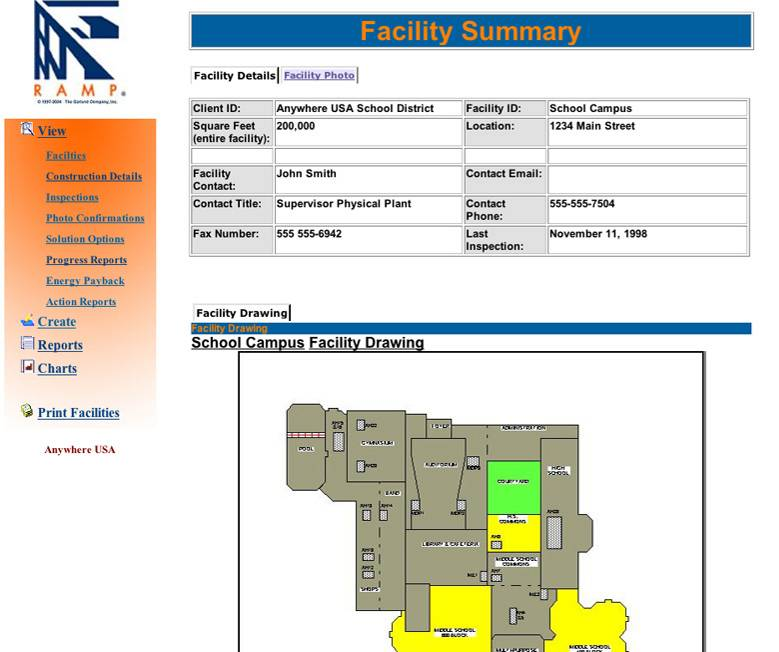 RAMP®
© 1997-2004 The Garland Company, Inc.
View
Facilties
Construction Details
Inspections
Photo Confirmations
Solution Options
Progress Reports
Energy Payback
Action Reports
Create
Reports
Charts
Print Facilities
Anywhere USA
Facility Summary
Facility Details Facility Photo
Client ID: Anywhere USA School District Facility ID: School Campus
Square Feet (entire facility): 200,000 Location: 1234 Main Street
Facility Contact: John Smith Contact Email:
Contact Title: Supervisor Physical Plant Contact Phone: 555-555-7504
Fax Number: 555 555-6942 Last Inspection: November 11, 1998
Facility Drawing
Facility Drawing
School Campus Facility Drawing
POOL
GYMNASIUM
FOYER
ADMINISTRATION
AUDITORIUM
HIGH SCHOOL
COURTYARD
BAND
H.S. COMMONS
LIBRARY & CAFETERIA
MIDDLE SCHOOL COMMONS
SHOPS
MIDDLE SCHOOL
MIDDLE SCHOOL
MULTIPURPOSE